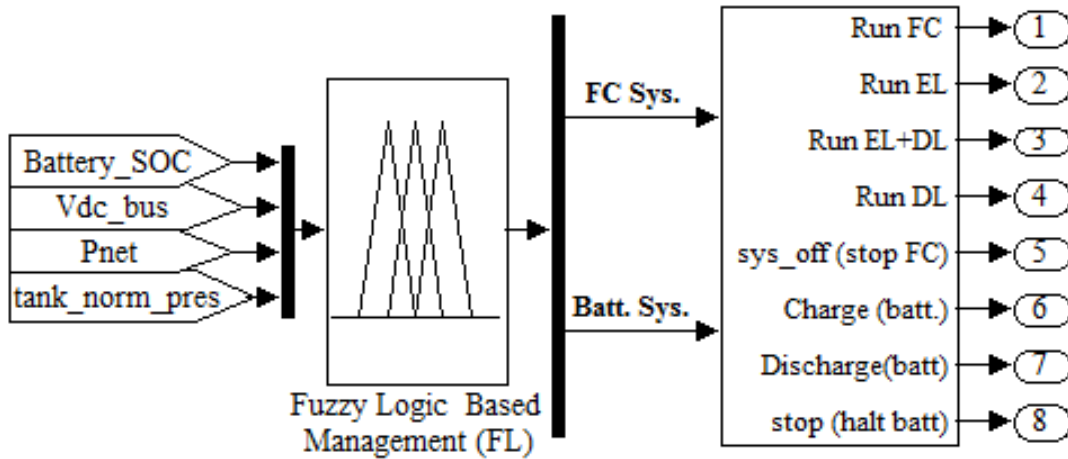 Battery_SOC
Vdc_bus
Pnet
tank_norm_pres
Fuzzy Logic Based
Management (FL)
FC Sys.
Batt. Sys.
Run FC
Run EL
Run EL+DL
Run DL
sys_off (stop FC)
Charge (batt.)
Discharge(batt)
stop (halt batt)
1
2
3
4
5
6
7
8